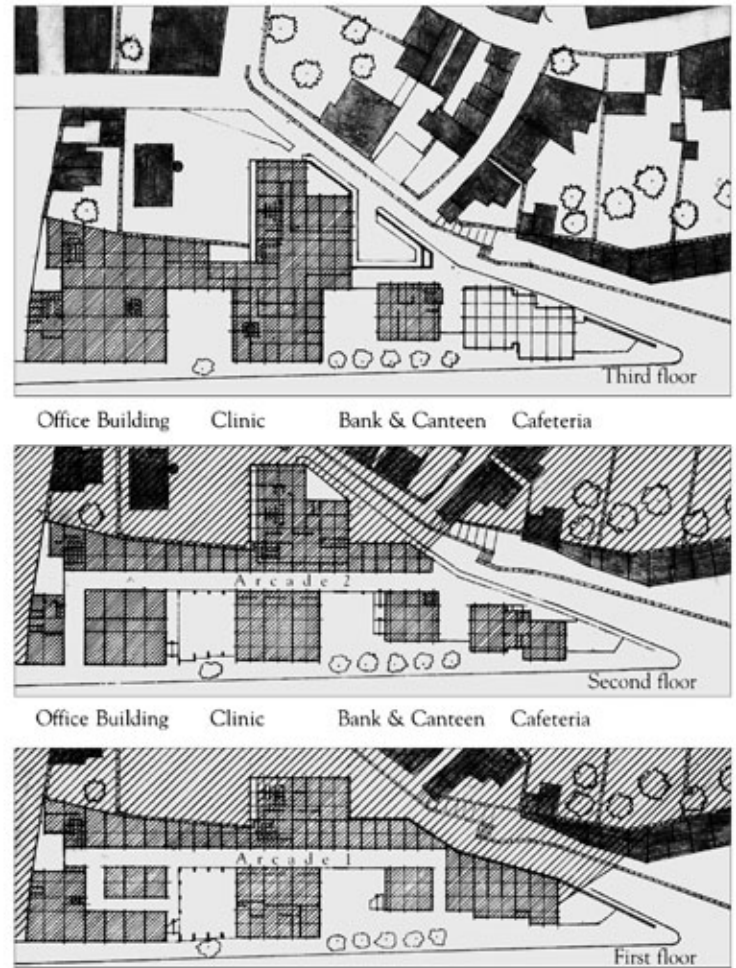 Third floor
Office Building Clinic Bank & Canteen Cafeteria
Arcade 2
Second floor
Office Building Clinic Bank & Canteen Cafeteria
Arcade 1
First floor